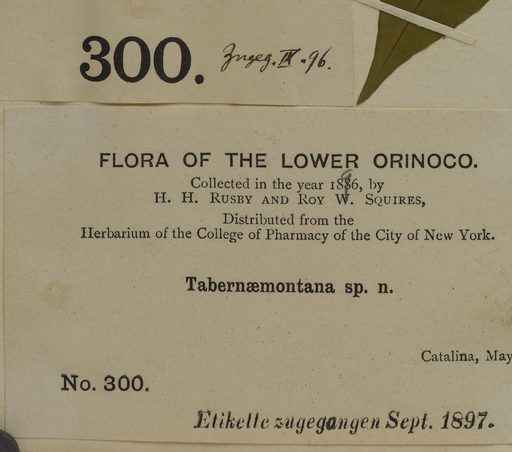 300. Zugeg. IX. 96.
FLORA OF THE LOWER ORINOCO.
Collected in the year 1896, by
H. H. RUSBY AND ROY W. SQUIRES,
Distributed from the
Herbarium of the College of Pharmacy of the City of New York.
Tabernæmontana sp. n.
Catalina, May
No. 300.
Etikette zugegangen Sept. 1897.